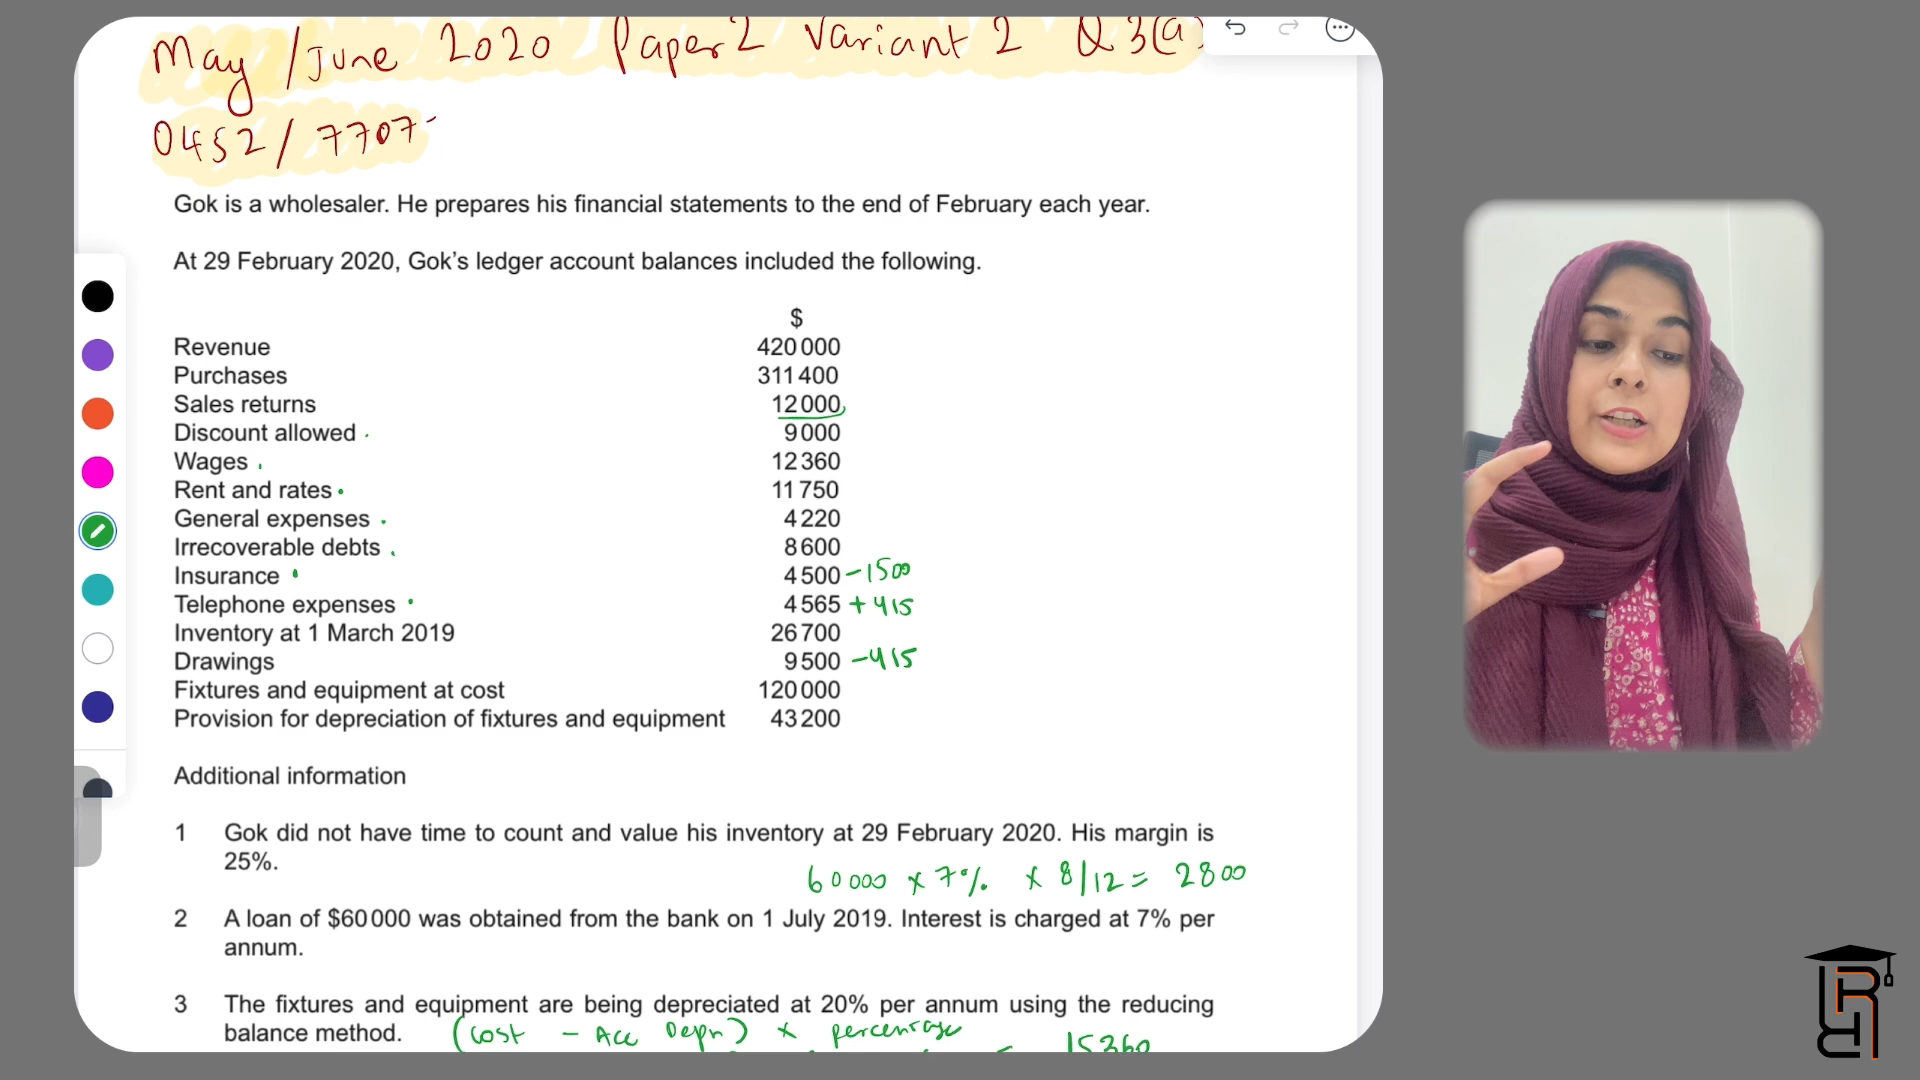 May/June 2020 Paper 2 Variant 2 Q3(a)
0452/7707
Gok is a wholesaler. He prepares his financial statements to the end of February each year.
At 29 February 2020, Gok's ledger account balances included the following.
$
Revenue 420 000
Purchases 311 400
Sales returns 12 000
Discount allowed 9 000
Wages 12 360
Rent and rates 11 750
General expenses 4 220
Irrecoverable debts 8 600
Insurance 4 500 -1500
Telephone expenses 4 565 +415
Inventory at 1 March 2019 26 700
Drawings 9 500 -415
Fixtures and equipment at cost 120 000
Provision for depreciation of fixtures and equipment 43 200
Additional information
1 Gok did not have time to count and value his inventory at 29 February 2020. His margin is
25%.
60000 x 7% x 8/12 = 2800
2 A loan of $60 000 was obtained from the bank on 1 July 2019. Interest is charged at 7% per
annum.
3 The fixtures and equipment are being depreciated at 20% per annum using the reducing
balance method. (Cost - Acc Depn) x percentage
= 15360